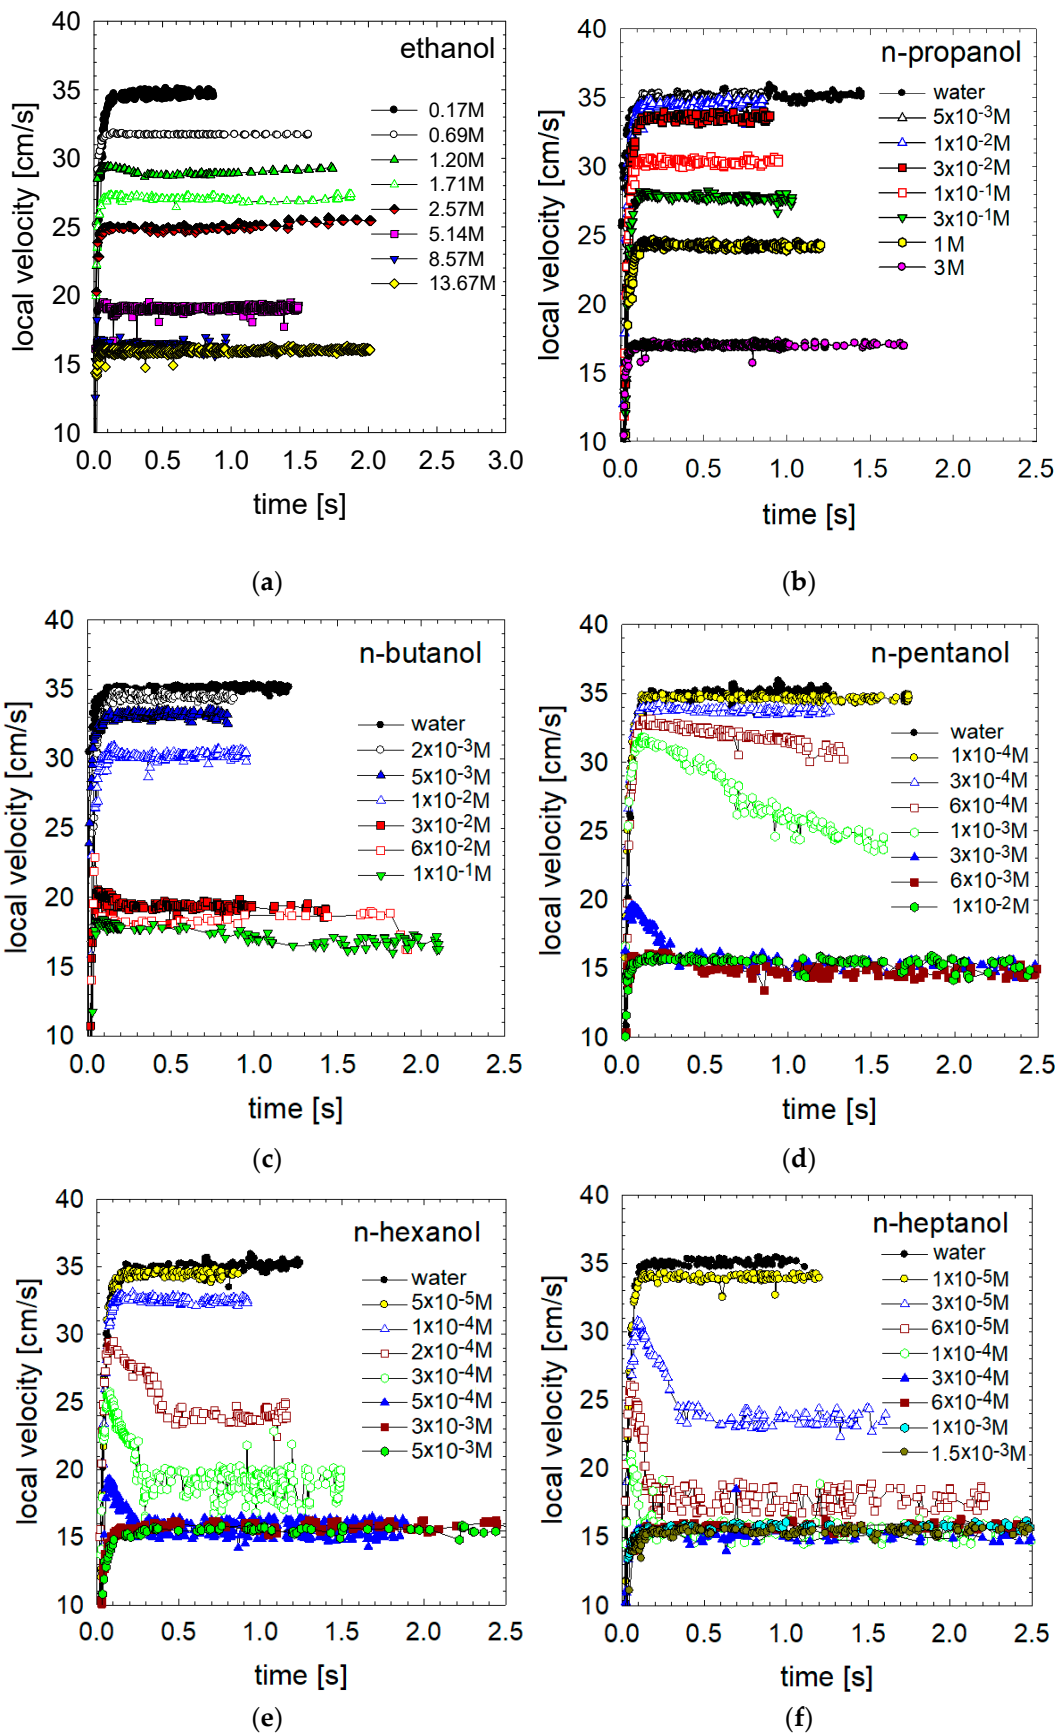 ethanol
local velocity [cm/s]
40
35
30
25
20
15
10
0.17M
0.69M
1.20M
1.71M
2.57M
5.14M
8.57M
13.67M
0.0 0.5 1.0 1.5 2.0 2.5 3.0
time [s]
(a)
n-propanol
local velocity [cm/s]
40
35
30
25
20
15
10
water
5x10-3M
1x10-2M
3x10-2M
1x10-1M
3x10-1M
1M
3M
0.0 0.5 1.0 1.5 2.0 2.5
time [s]
(b)
n-butanol
local velocity [cm/s]
40
35
30
25
20
15
10
water
2x10-3M
5x10-3M
1x10-2M
3x10-2M
6x10-2M
1x10-1M
0.0 0.5 1.0 1.5 2.0 2.5
time [s]
(c)
n-pentanol
local velocity [cm/s]
40
35
30
25
20
15
10
water
1x10-4M
3x10-4M
6x10-4M
1x10-3M
3x10-3M
6x10-3M
1x10-2M
0.0 0.5 1.0 1.5 2.0 2.5
time [s]
(d)
n-hexanol
local velocity [cm/s]
40
35
30
25
20
15
10
water
5x10-5M
1x10-4M
2x10-4M
3x10-4M
5x10-4M
3x10-3M
5x10-3M
0.0 0.5 1.0 1.5 2.0 2.5
time [s]
(e)
n-heptanol
local velocity [cm/s]
40
35
30
25
20
15
10
water
1x10-5M
3x10-5M
6x10-5M
1x10-4M
3x10-4M
6x10-4M
1x10-3M
1.5x10-3M
0.0 0.5 1.0 1.5 2.0 2.5
time [s]
(f)